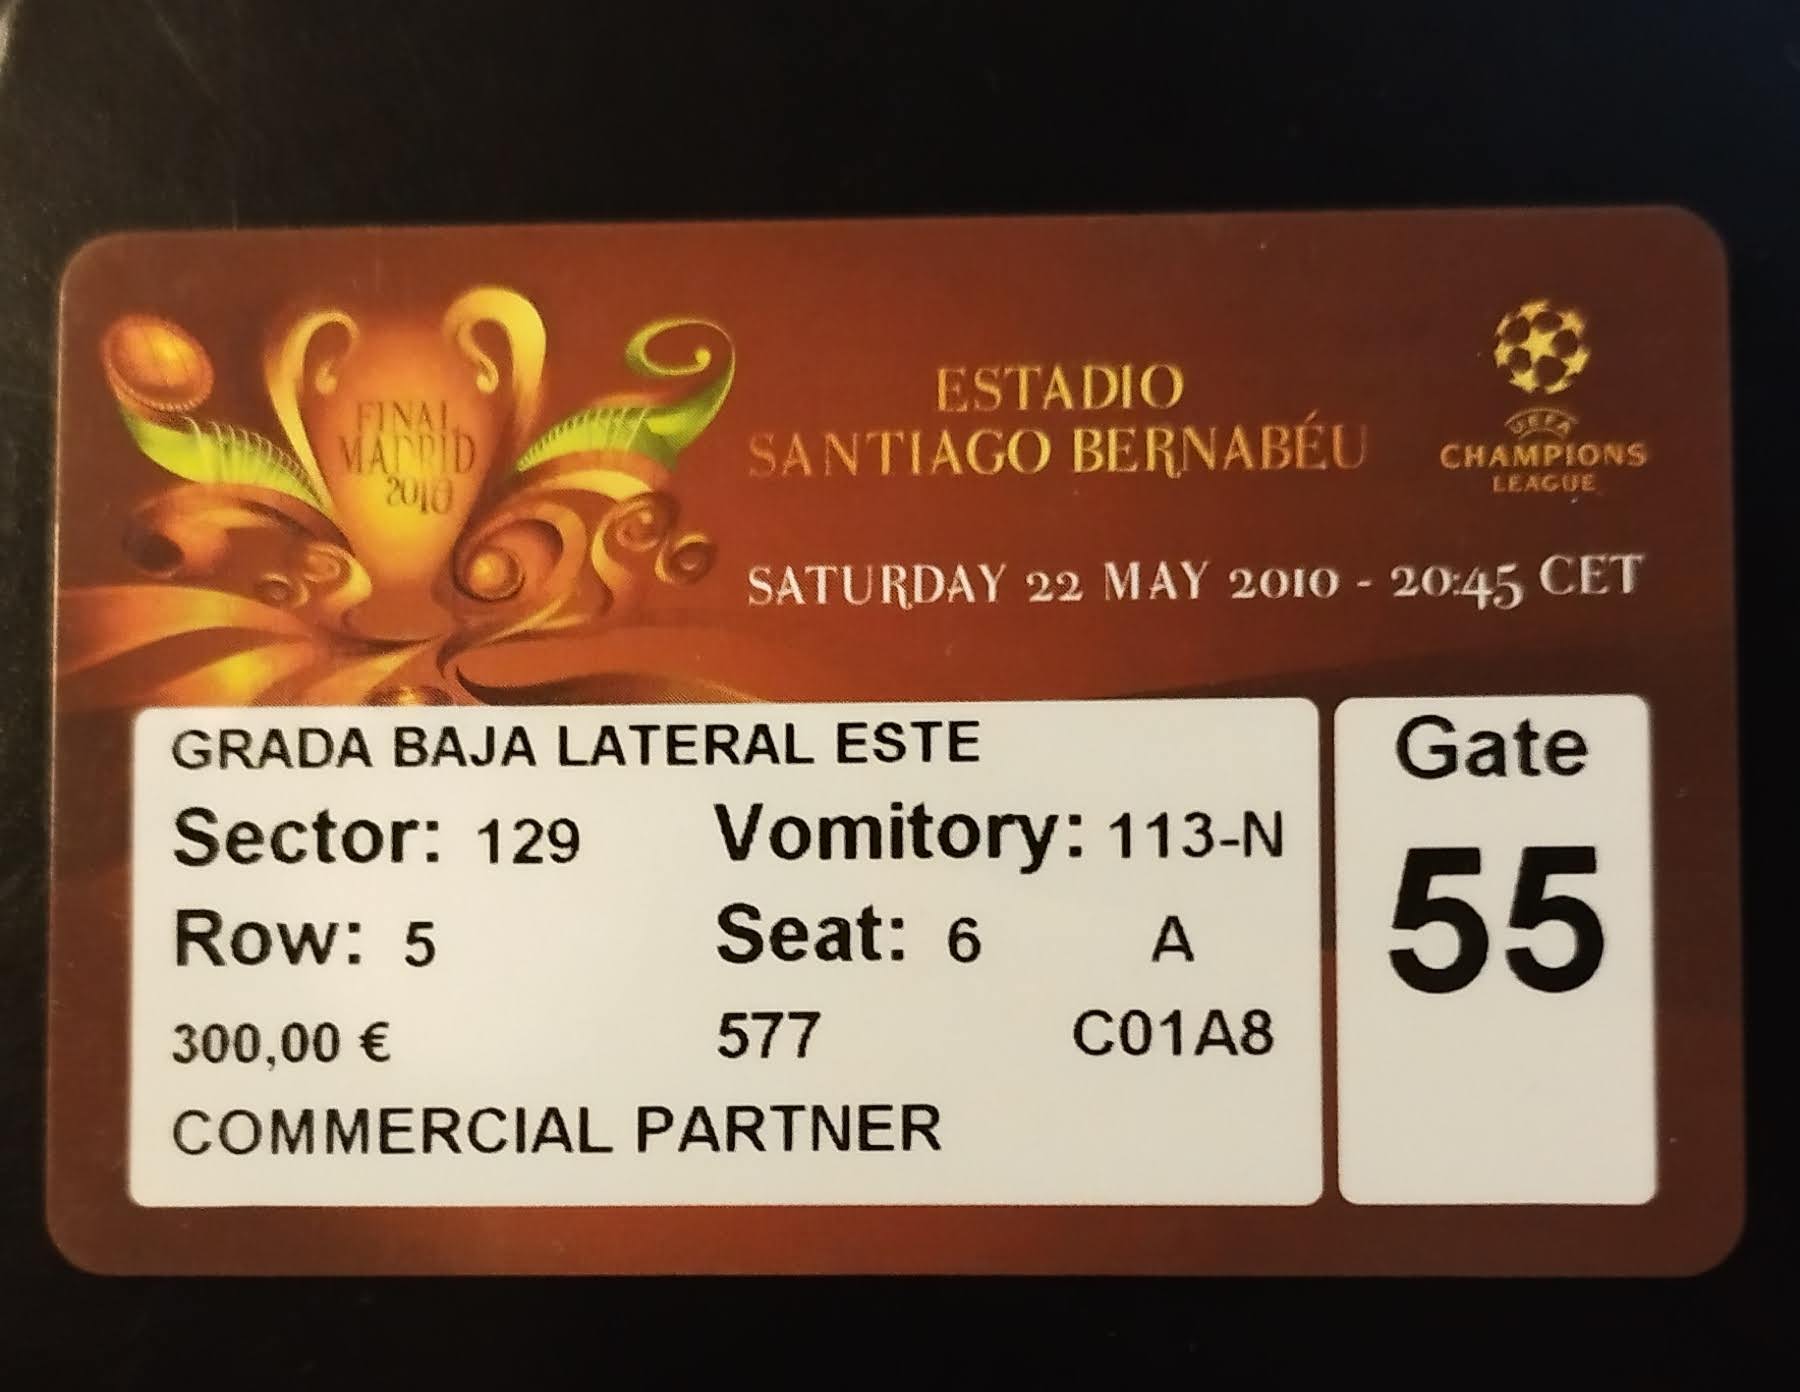 FINAL
MADRID
2010
ESTADIO
SANTIAGO BERNABÉU
UEFA
CHAMPIONS
LEAGUE
SATURDAY 22 MAY 2010 - 20:45 CET
GRADA BAJA LATERAL ESTE
Sector: 129 Vomitory: 113-N
Row: 5 Seat: 6 A
300,00 € 577 C01A8
COMMERCIAL PARTNER
Gate
55